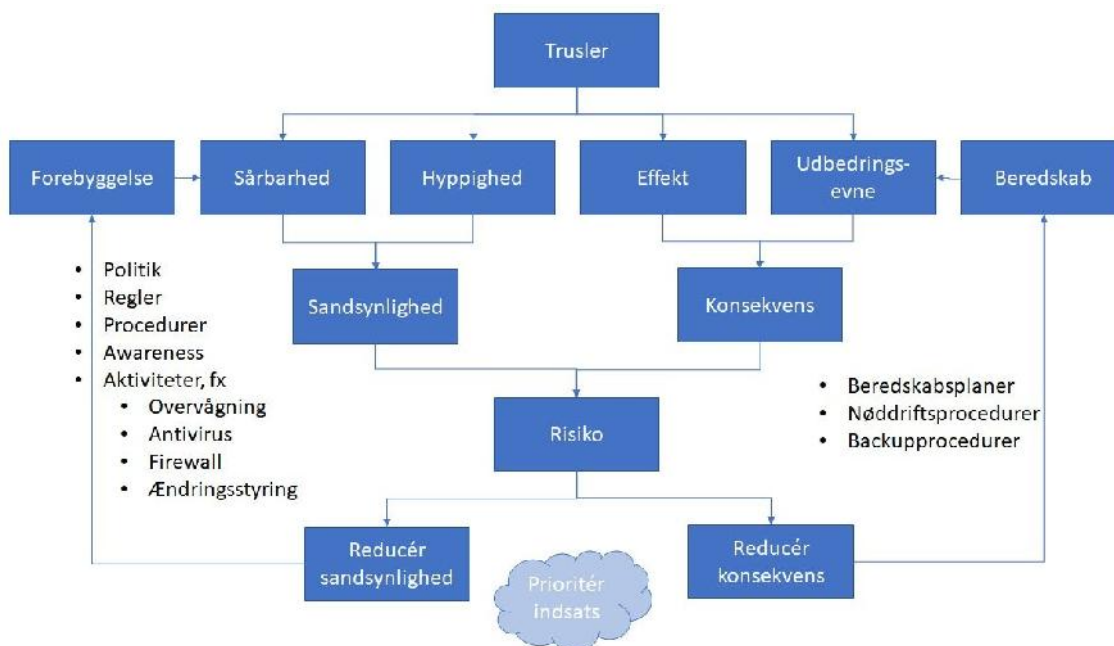 Trusler
Forebyggelse
Sårbarhed
Hyppighed
Effekt
Udbedrings-
evne
Beredskab
• Politik
• Regler
• Procedurer
• Awareness
• Aktiviteter, fx
• Overvågning
• Antivirus
• Firewall
• Ændringsstyring
Sandsynlighed
Konsekvens
Risiko
• Beredskabsplaner
• Nøddriftsprocedurer
• Backupprocedurer
Reducér
sandsynlighed
Prioritér
indsats
Reducér
konsekvens